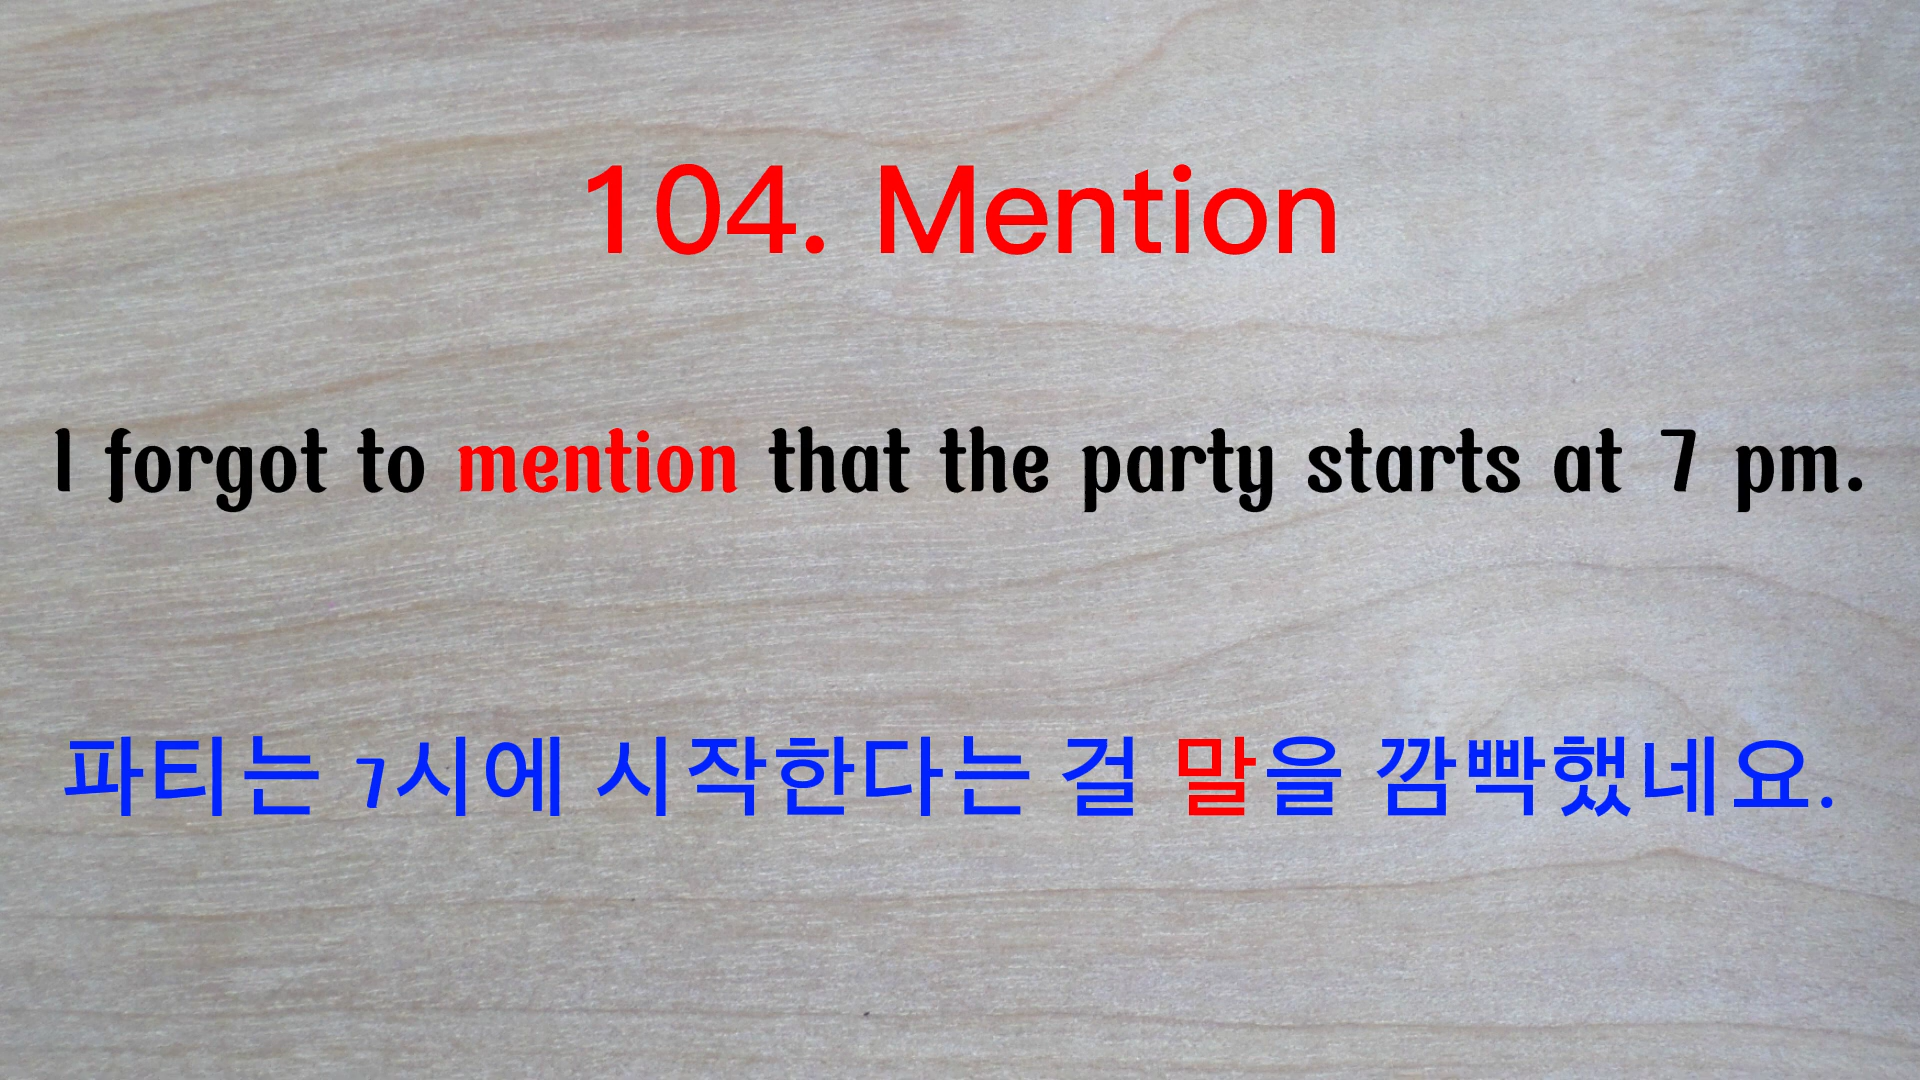 104. Mention
I forgot to mention that the party starts at 7 pm.
파티는 7시에 시작한다는 걸 말을 깜빡했네요.